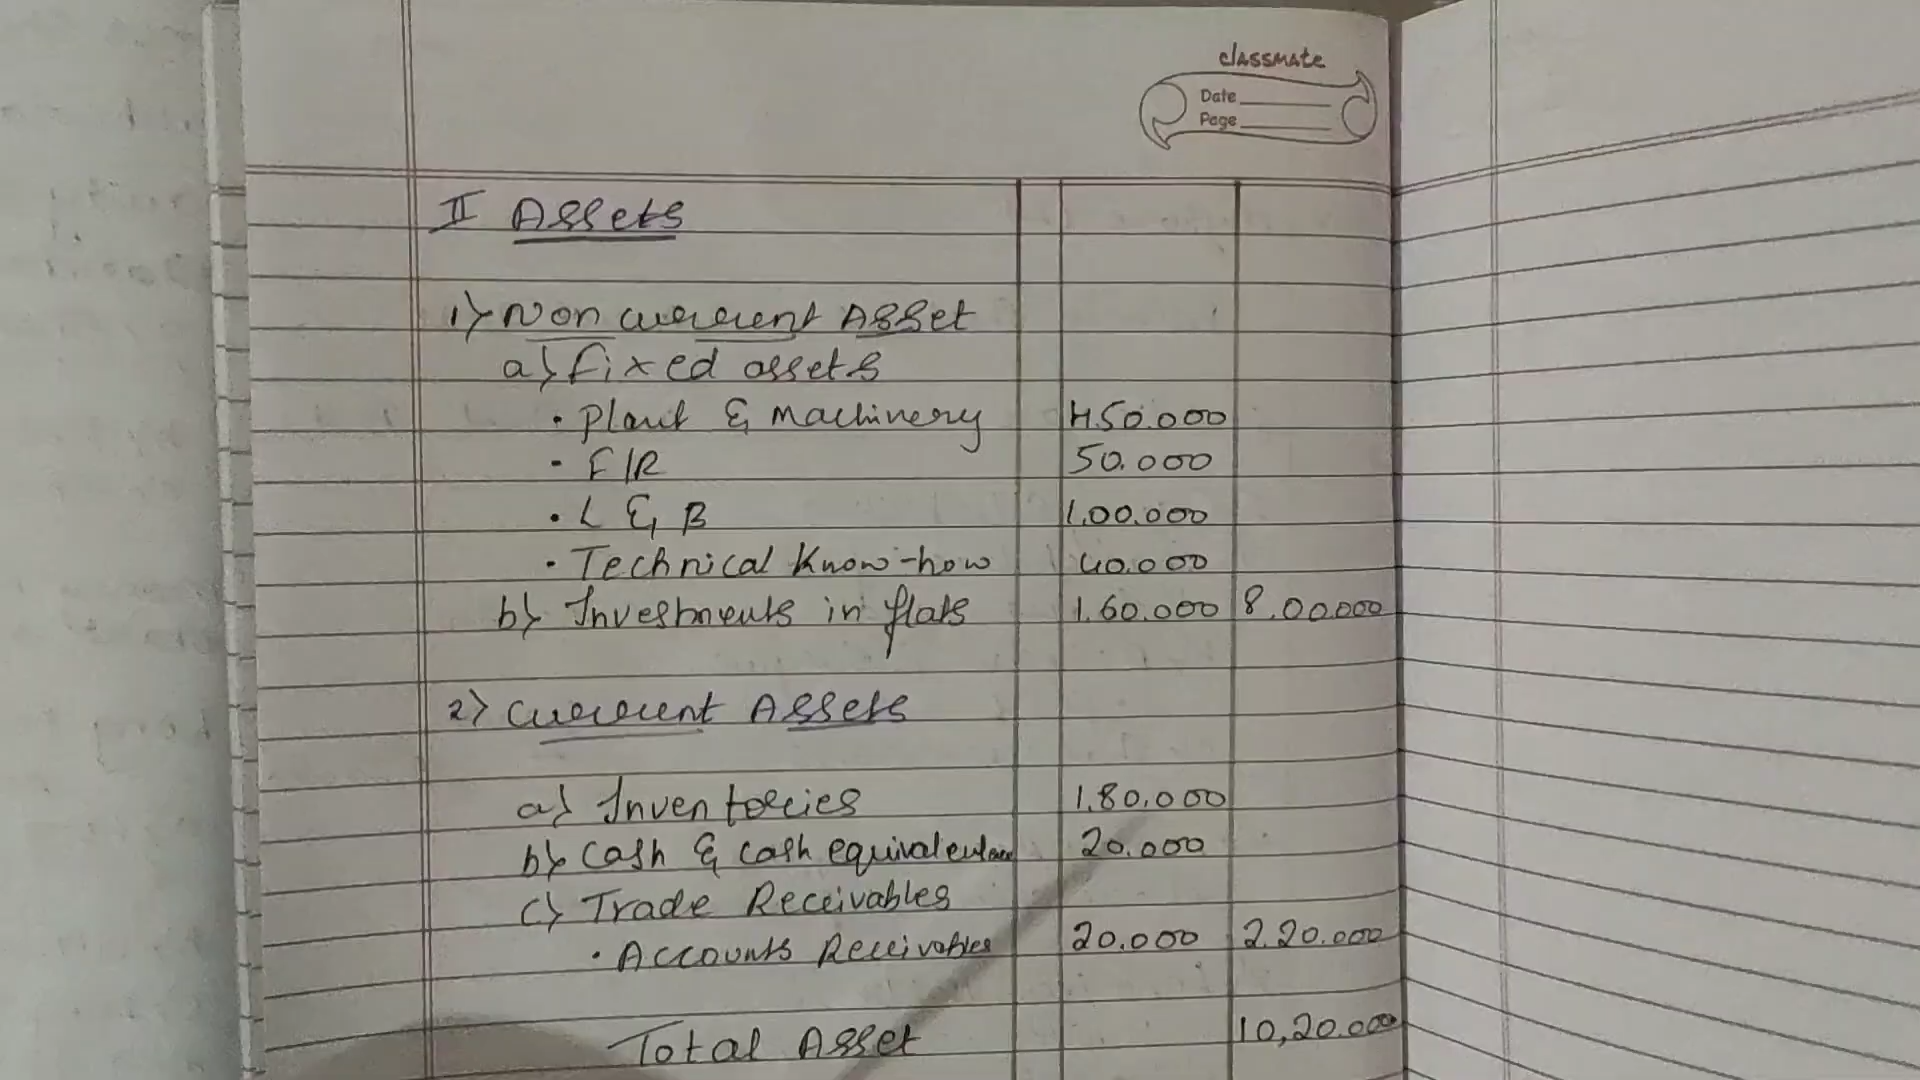 classmate
Date
Page
II Assets
1) Non current Asset
a) fixed assets
• Plant & Machinery 4.50.000
• F/R 50.000
• L & B 1.00.000
• Technical Know-how 40.000
b) Investments in flats 1.60.000 8.00.000
2) Current Assets
a) Inventories 1.80.000
b) Cash & cash 20.000
c) Trade Receivables
• Accounts Receivables 20.000 2.20.000
Total Asset 10,20.000